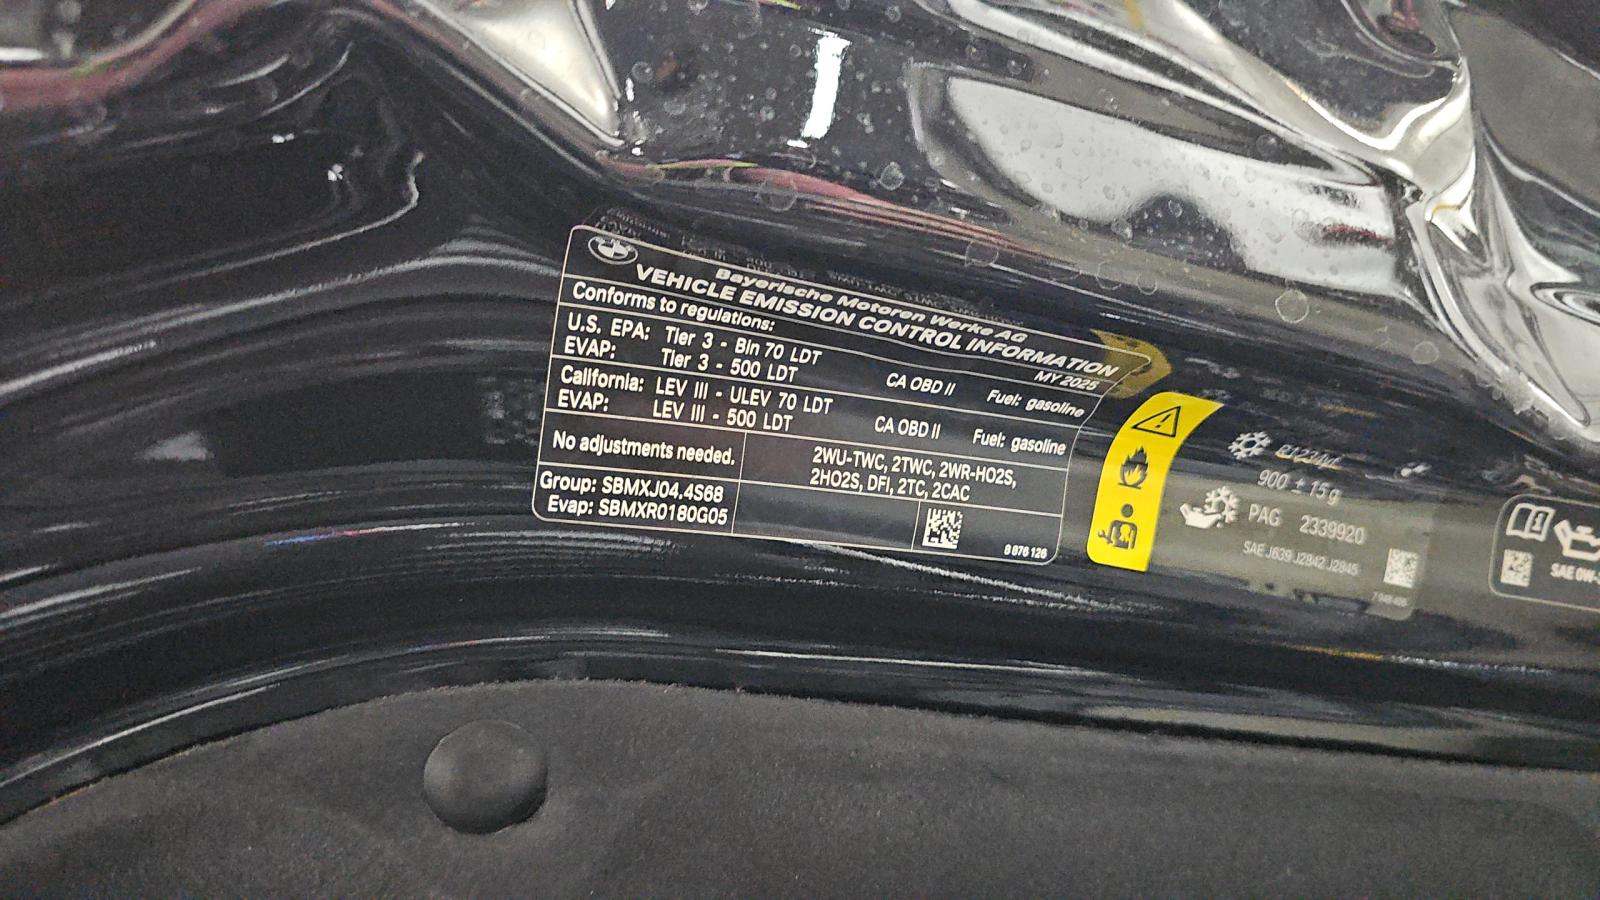 Bayerische Motoren Werke AG
VEHICLE EMISSION CONTROL INFORMATION
Conforms to regulations:
MY 2025
U.S. EPA: Tier 3 - Bin 70 LDT
EVAP: Tier 3 - 500 LDT
CA OBD II Fuel: gasoline
California: LEV III - ULEV 70 LDT
EVAP: LEV III - 500 LDT
CA OBD II Fuel: gasoline
No adjustments needed.
2WU-TWC, 2TWC, 2WR-HO2S,
2HO2S, DFI, 2TC, 2CAC
Group: SBMXJ04.4S68
Evap: SBMXR0180G05
9 876 126
900 ± 15 g
PAG 2339920
SAE J639 J2842 J2845
SAE 0W-